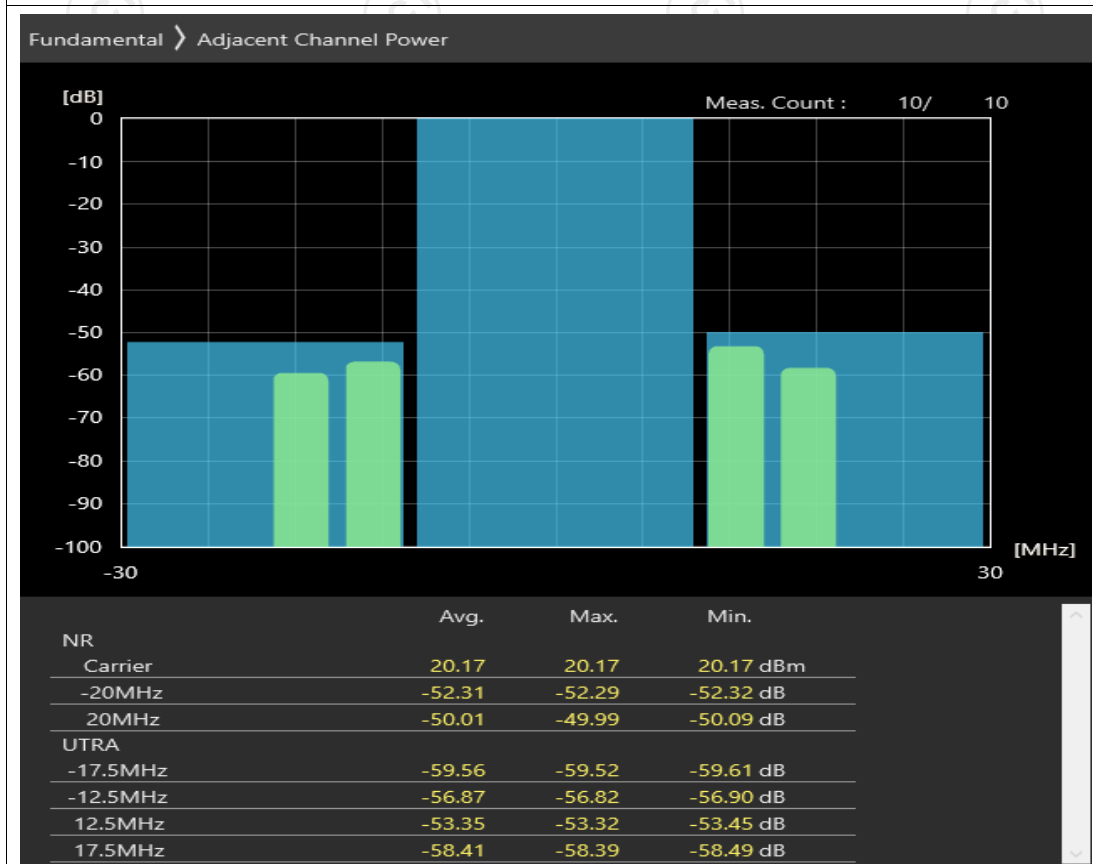 Fundamental ❯ Adjacent Channel Power
[dB]
Meas. Count : 10/ 10
0
-10
-20
-30
-40
-50
-60
-70
-80
-90
-100
[MHz]
-30 30
Avg. Max. Min.
NR
Carrier 20.17 20.17 20.17 dBm
-20MHz -52.31 -52.29 -52.32 dB
20MHz -50.01 -49.99 -50.09 dB
UTRA
-17.5MHz -59.56 -59.52 -59.61 dB
-12.5MHz -56.87 -56.82 -56.90 dB
12.5MHz -53.35 -53.32 -53.45 dB
17.5MHz -58.41 -58.39 -58.49 dB